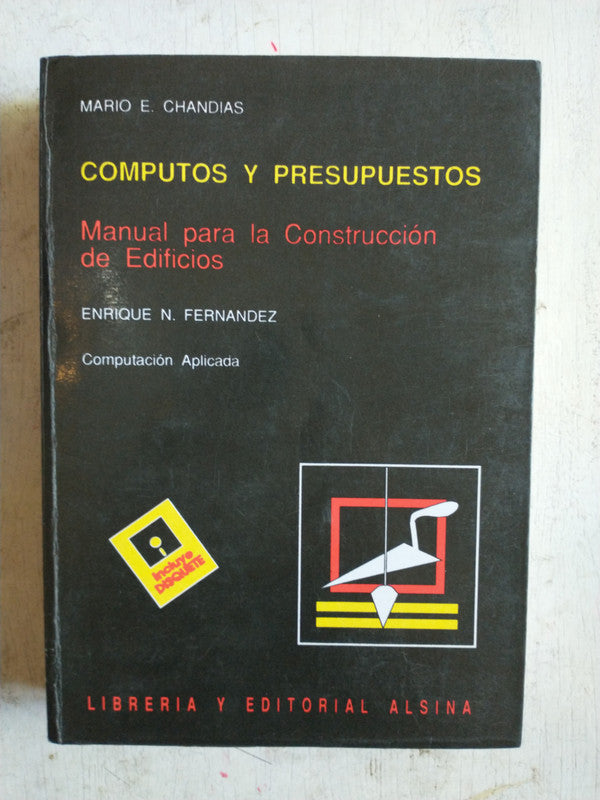 MARIO E. CHANDIAS
COMPUTOS Y PRESUPUESTOS
Manual para la Construcción
de Edificios
ENRIQUE N. FERNANDEZ
Computación Aplicada
incluye
DISQUETE
LIBRERIA Y EDITORIAL ALSINA